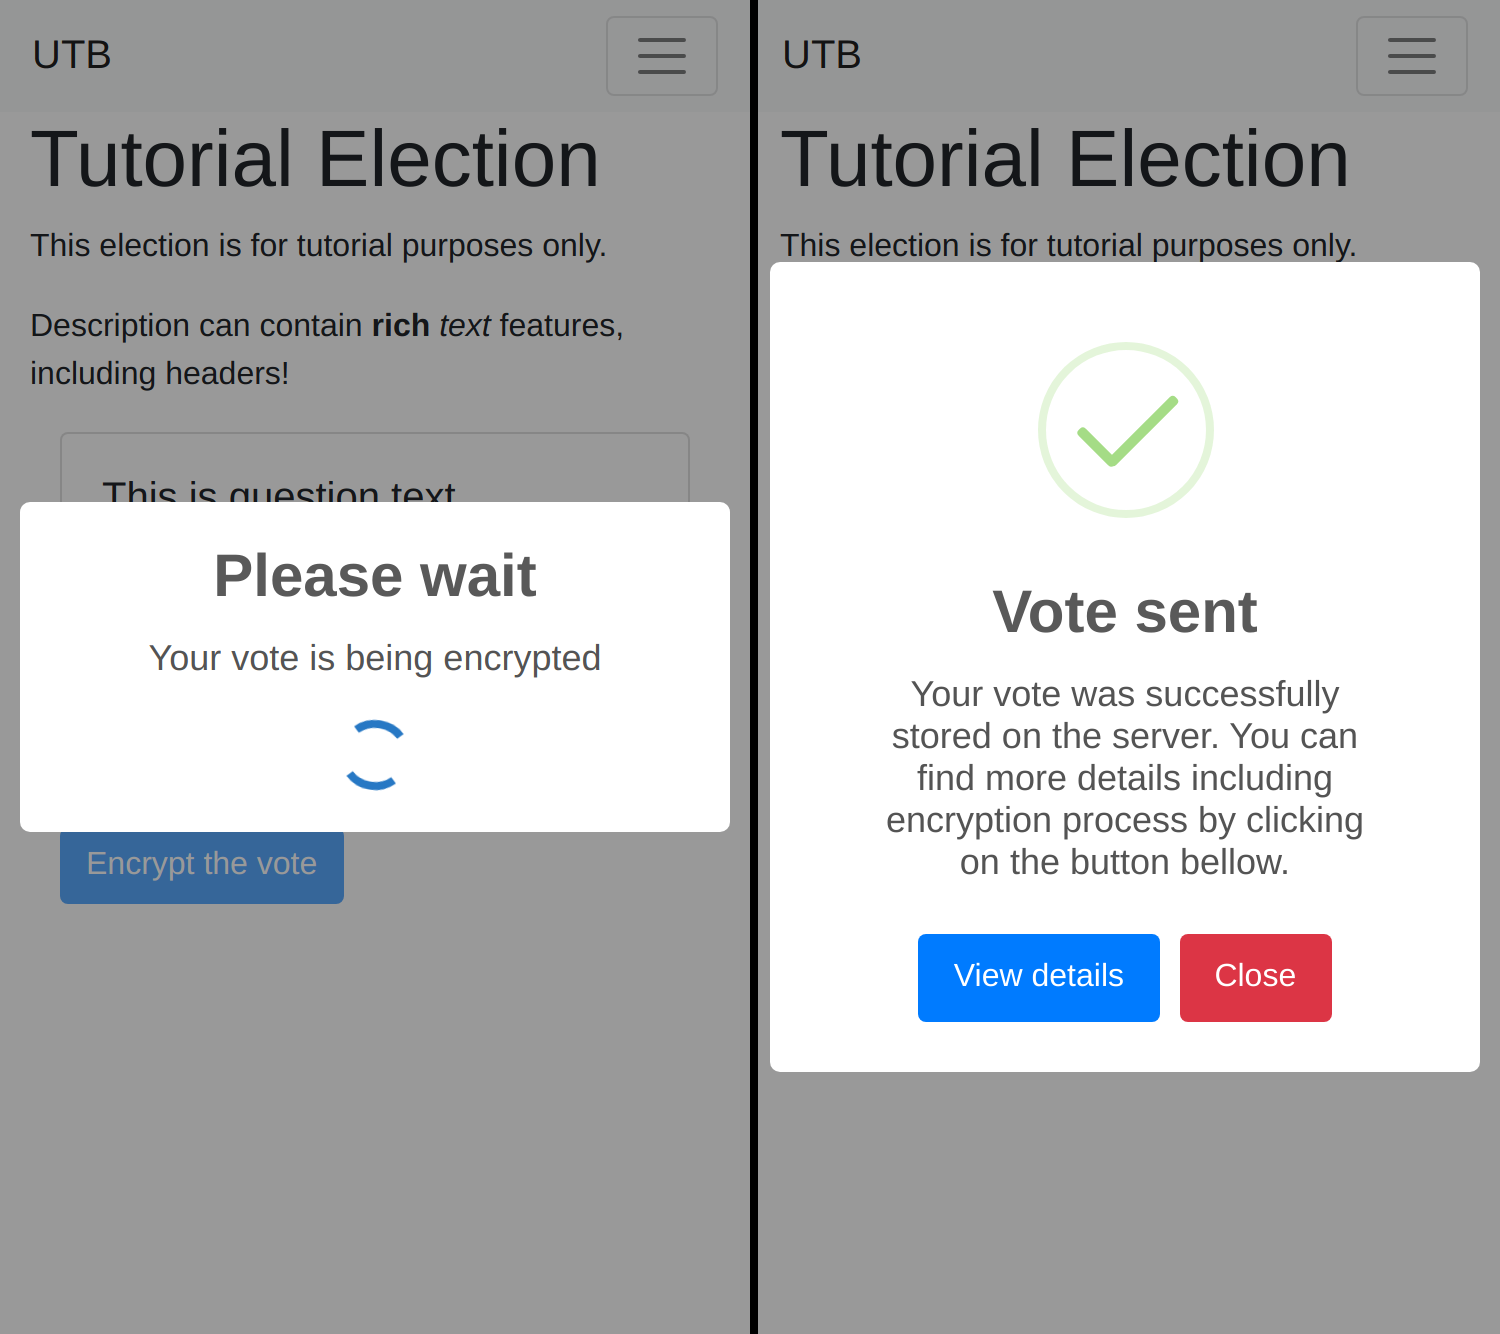 UTB
Tutorial Election
This election is for tutorial purposes only.
Description can contain rich text features,
including headers!
This is question text
Please wait
Your vote is being encrypted
Encrypt the vote
UTB
Tutorial Election
This election is for tutorial purposes only.
Vote sent
Your vote was successfully
stored on the server. You can
find more details including
encryption process by clicking
on the button bellow.
View details
Close